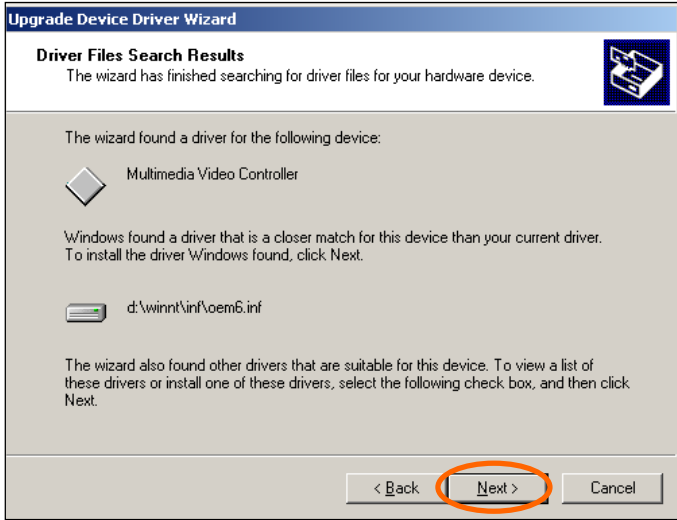 Upgrade Device Driver Wizard
Driver Files Search Results
The wizard has finished searching for driver files for your hardware device.
The wizard found a driver for the following device:
Multimedia Video Controller
Windows found a driver that is a closer match for this device than your current driver.
To install the driver Windows found, click Next.
d:\winnt\inf\oem6.inf
The wizard also found other drivers that are suitable for this device. To view a list of
these drivers or install one of these drivers, select the following check box, and then click
Next.
< Back Next > Cancel